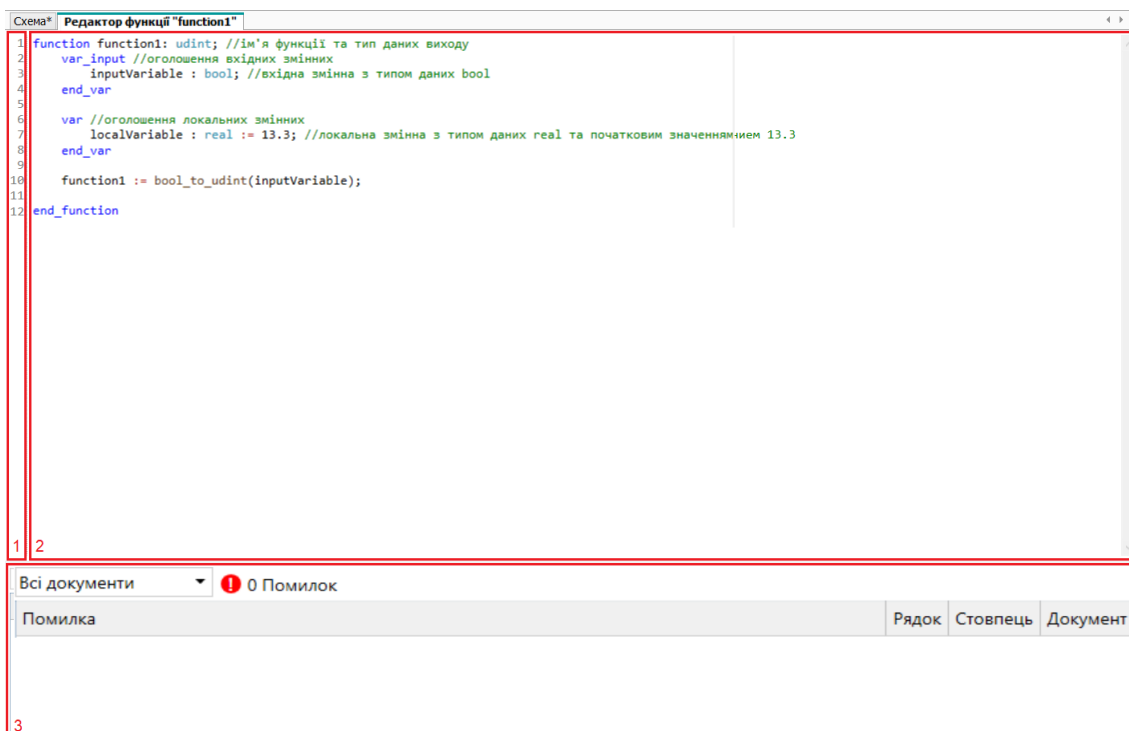 Схема* Редактор функції "function1"
1 function function1: udint; //ім'я функції та тип даних виходу
2 var_input //оголошення вхідних змінних
3 inputVariable : bool; //вхідна змінна з типом даних bool
4 end_var
5
6 var //оголошення локальних змінних
7 localVariable : real := 13.3; //локальна змінна з типом даних real та початковим значеннямнием 13.3
8 end_var
9
10 function1 := bool_to_udint(inputVariable);
11
12 end_function
1 2
Всі документи 0 Помилок
Помилка Рядок Стовпець Документ
3